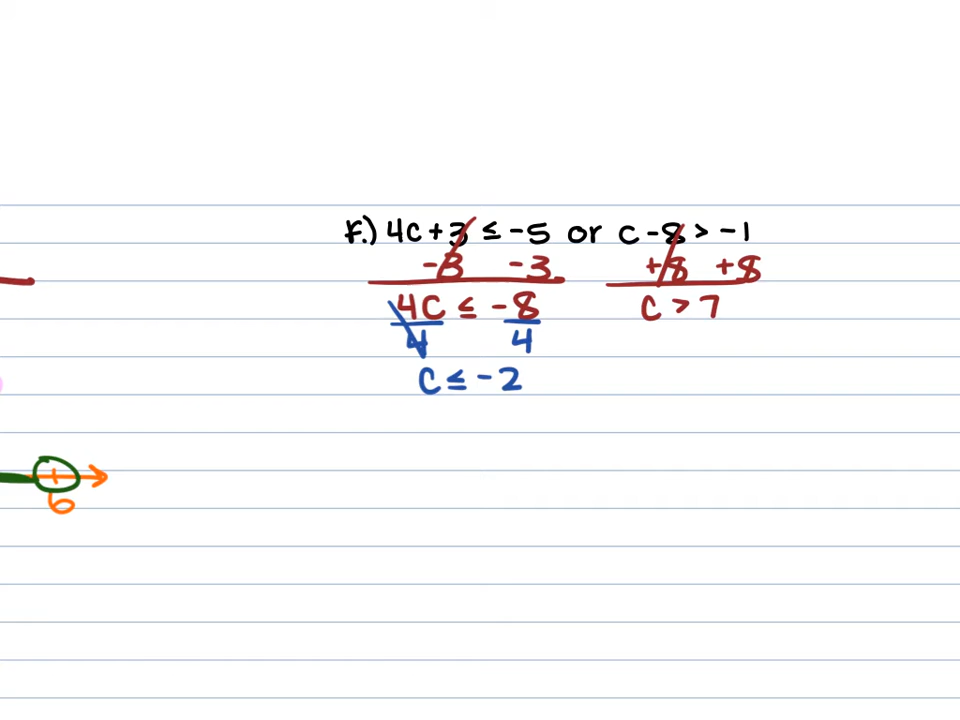 F.) 4c + 3 ≤ -5 or c - 8 > -1
-3 -3 +8 +8
4c ≤ -8 c > 7
4 4
c ≤ -2
6